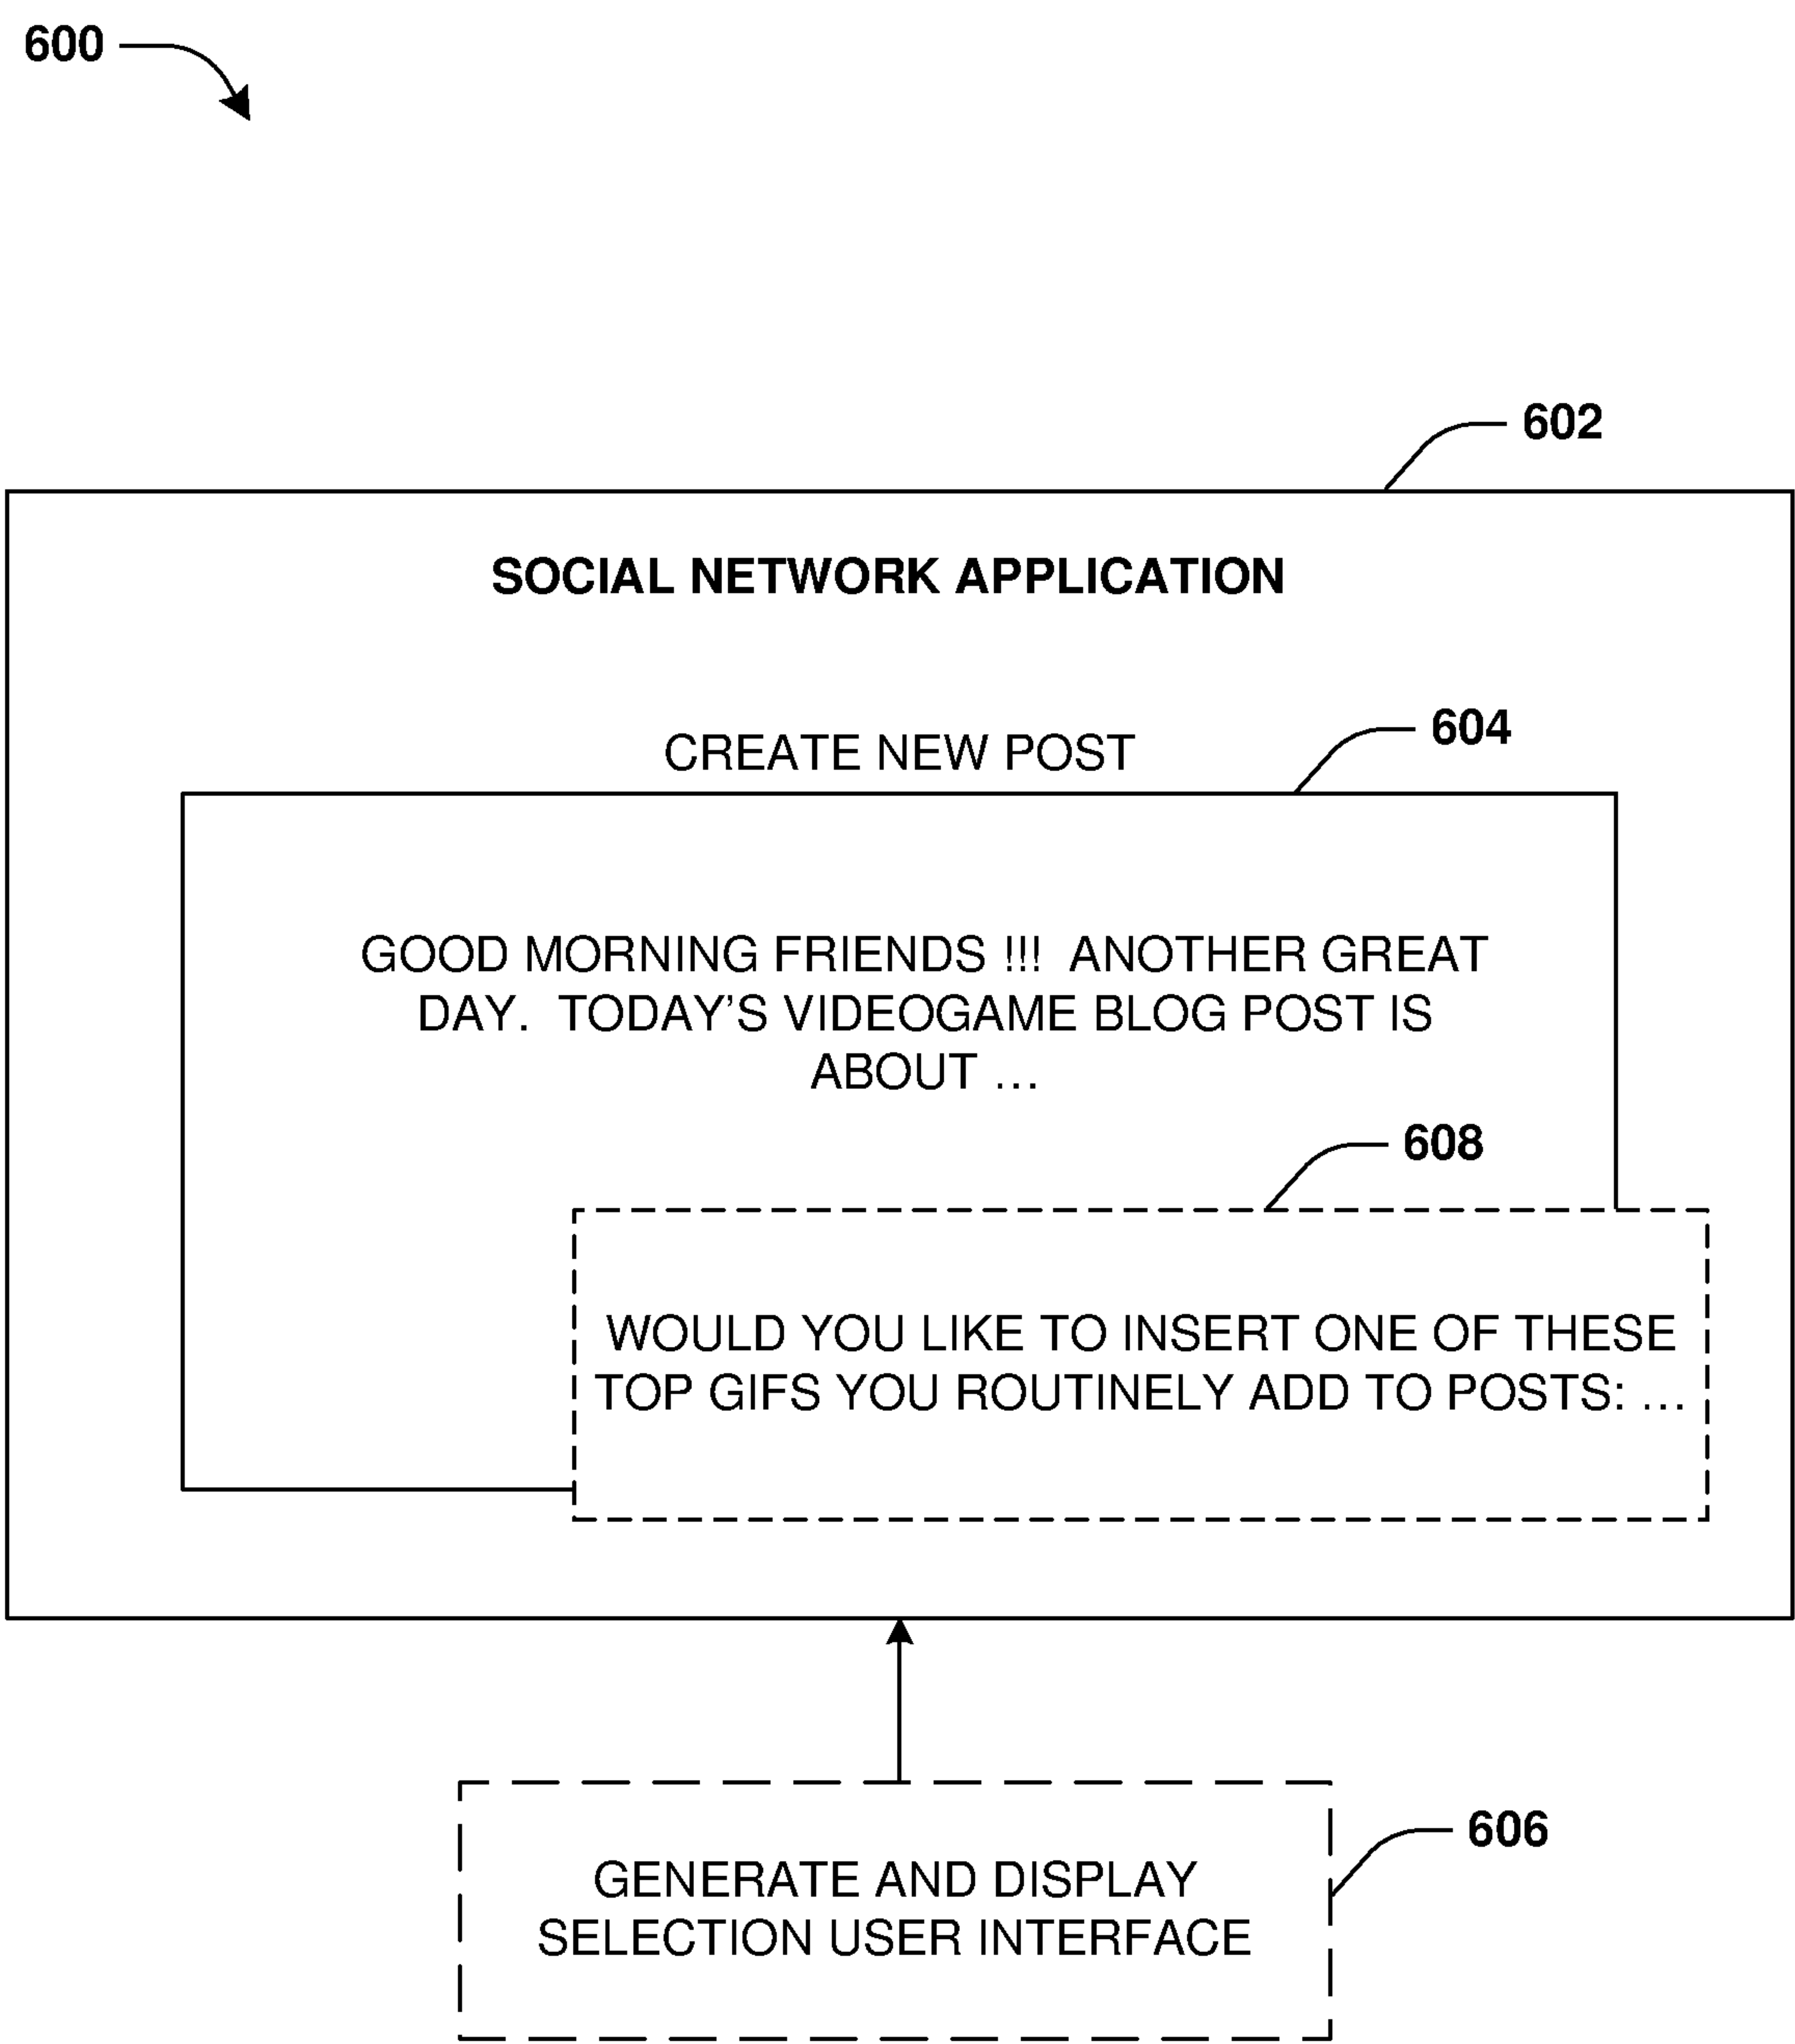 600
602
SOCIAL NETWORK APPLICATION
CREATE NEW POST
604
GOOD MORNING FRIENDS !!! ANOTHER GREAT
DAY. TODAY'S VIDEOGAME BLOG POST IS
ABOUT ...
608
WOULD YOU LIKE TO INSERT ONE OF THESE
TOP GIFS YOU ROUTINELY ADD TO POSTS: ...
606
GENERATE AND DISPLAY
SELECTION USER INTERFACE